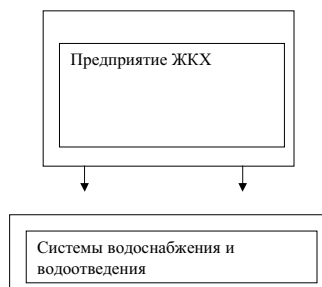 Предприятие ЖКХ
Системы водоснабжения и
водоотведения